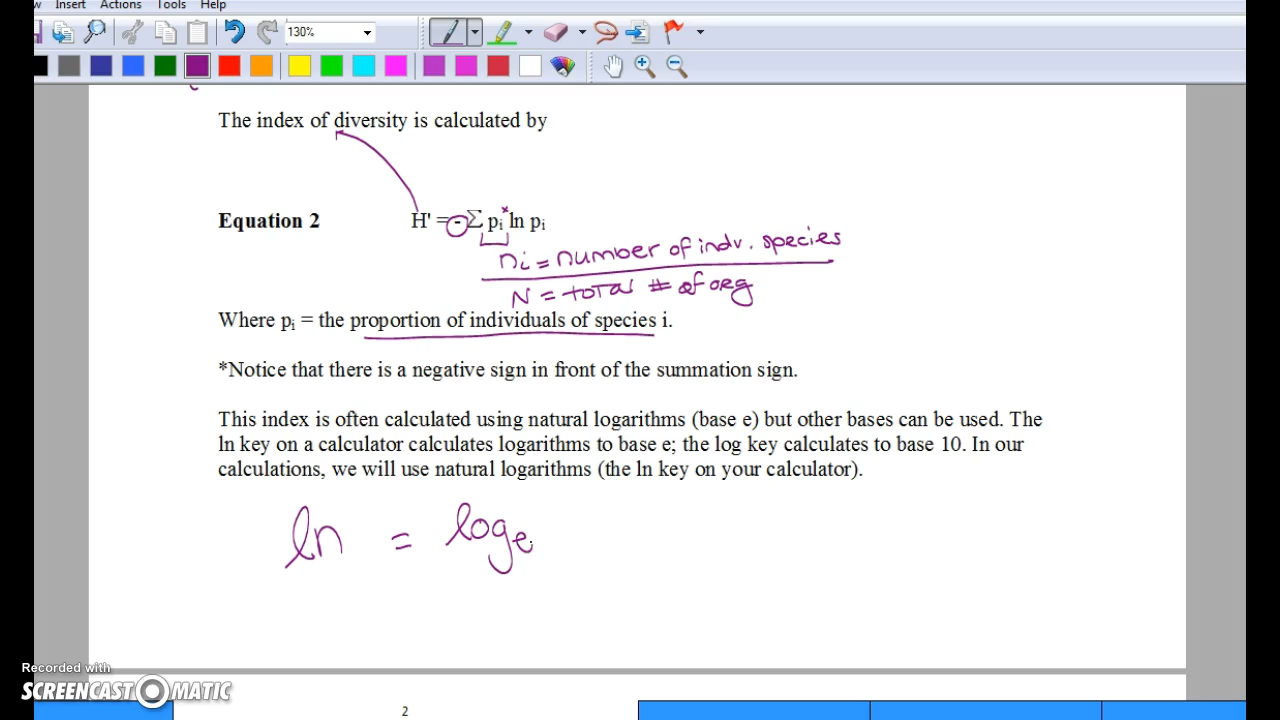 w Insert Actions Tools Help
130%
The index of diversity is calculated by
Equation 2 H' = - Σ pᵢ * ln pᵢ
ni = number of indv. species
N = total # of org
Where pᵢ = the proportion of individuals of species i.
*Notice that there is a negative sign in front of the summation sign.
This index is often calculated using natural logarithms (base e) but other bases can be used. The
ln key on a calculator calculates logarithms to base e; the log key calculates to base 10. In our
calculations, we will use natural logarithms (the ln key on your calculator).
ln = logₑ
Recorded with
SCREENCAST O MATIC
2